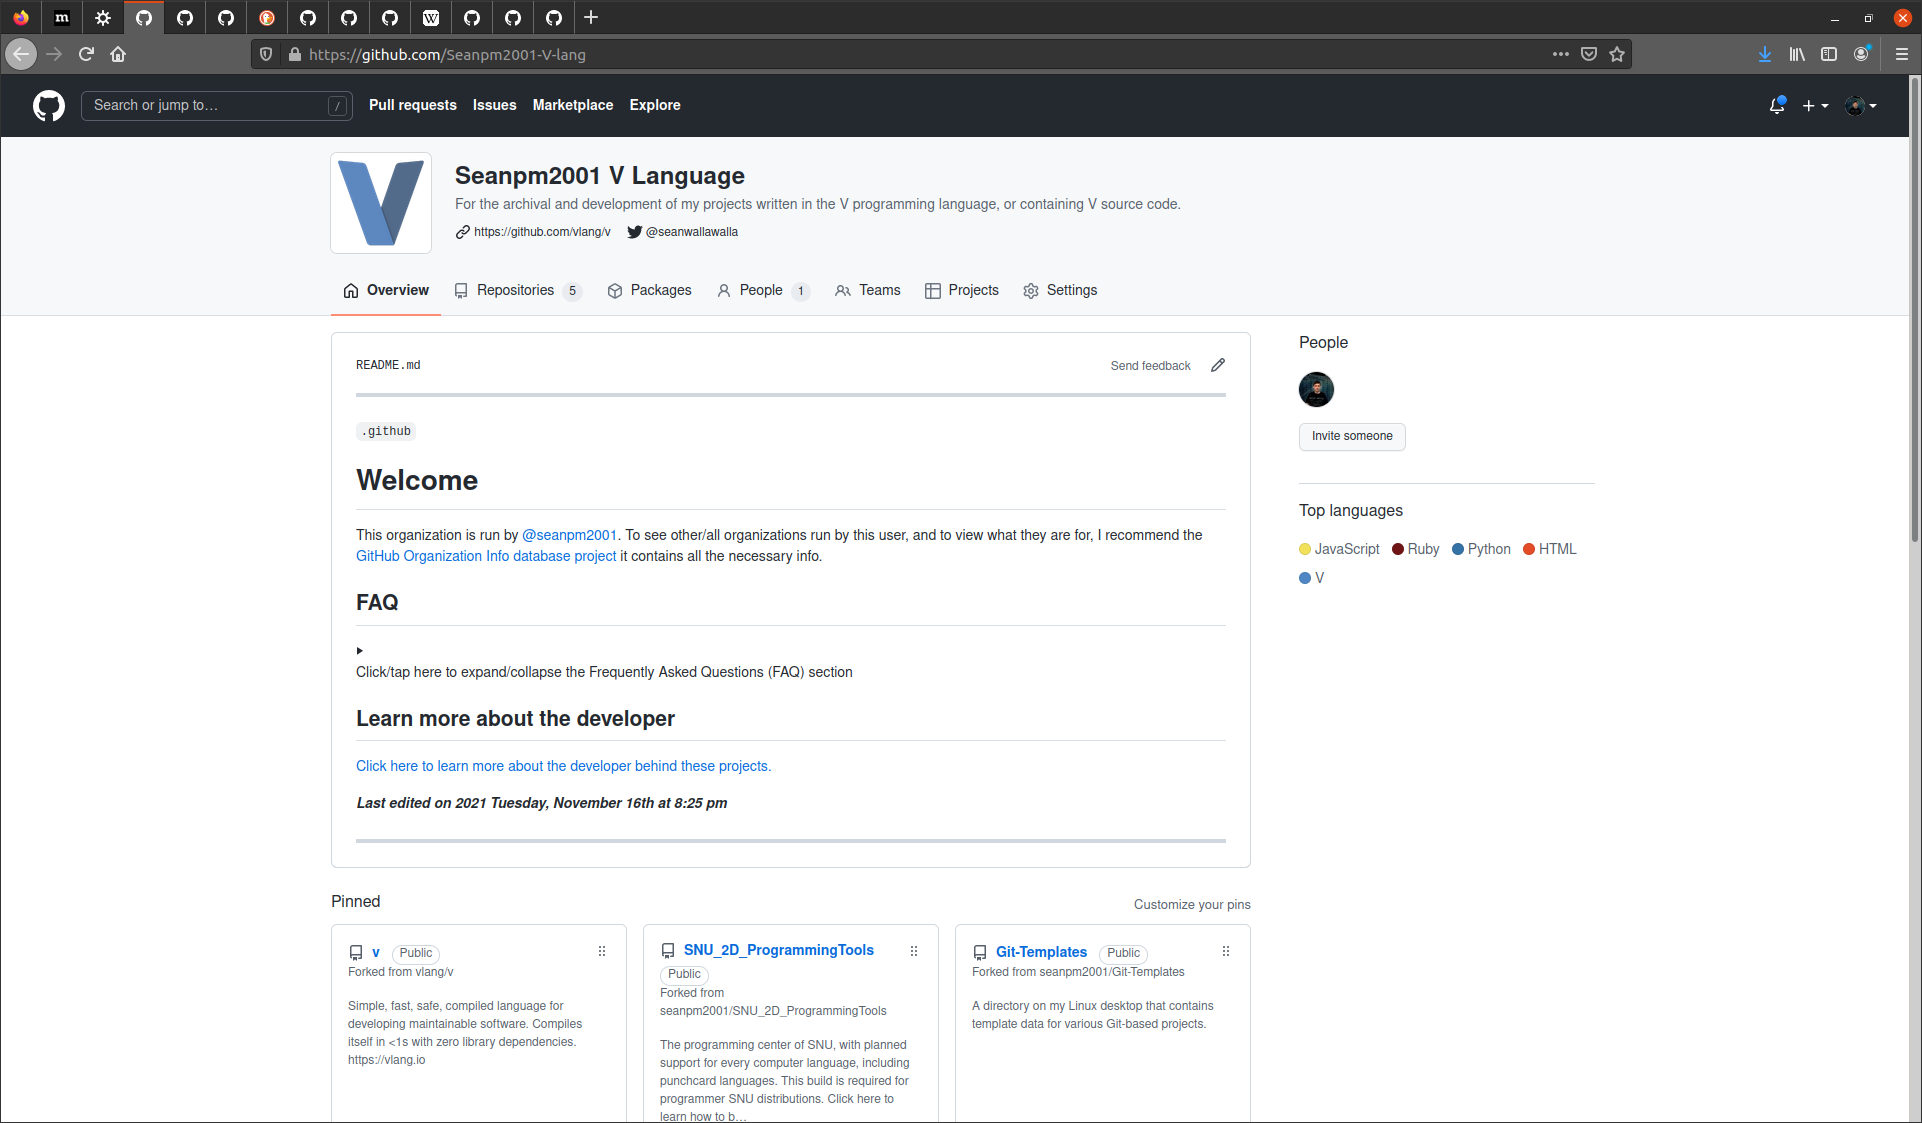 https://github.com/Seanpm2001-V-lang
Search or jump to… /
Pull requests Issues Marketplace Explore
Seanpm2001 V Language
For the archival and development of my projects written in the V programming language, or containing V source code.
https://github.com/vlang/v @seanwallawalla
Overview Repositories 5 Packages People 1 Teams Projects Settings
README.md
Send feedback
.github
Welcome
This organization is run by @seanpm2001. To see other/all organizations run by this user, and to view what they are for, I recommend the
GitHub Organization Info database project it contains all the necessary info.
FAQ
Click/tap here to expand/collapse the Frequently Asked Questions (FAQ) section
Learn more about the developer
Click here to learn more about the developer behind these projects.
Last edited on 2021 Tuesday, November 16th at 8:25 pm
People
Invite someone
Top languages
JavaScript Ruby Python HTML
V
Pinned
Customize your pins
v Public
Forked from vlang/v
Simple, fast, safe, compiled language for
developing maintainable software. Compiles
itself in <1s with zero library dependencies.
https://vlang.io
SNU_2D_ProgrammingTools
Public
Forked from
seanpm2001/SNU_2D_ProgrammingTools
The programming center of SNU, with planned
support for every computer language, including
punchcard languages. This build is required for
programmer SNU distributions. Click here to
learn how to b…
Git-Templates Public
Forked from seanpm2001/Git-Templates
A directory on my Linux desktop that contains
template data for various Git-based projects.